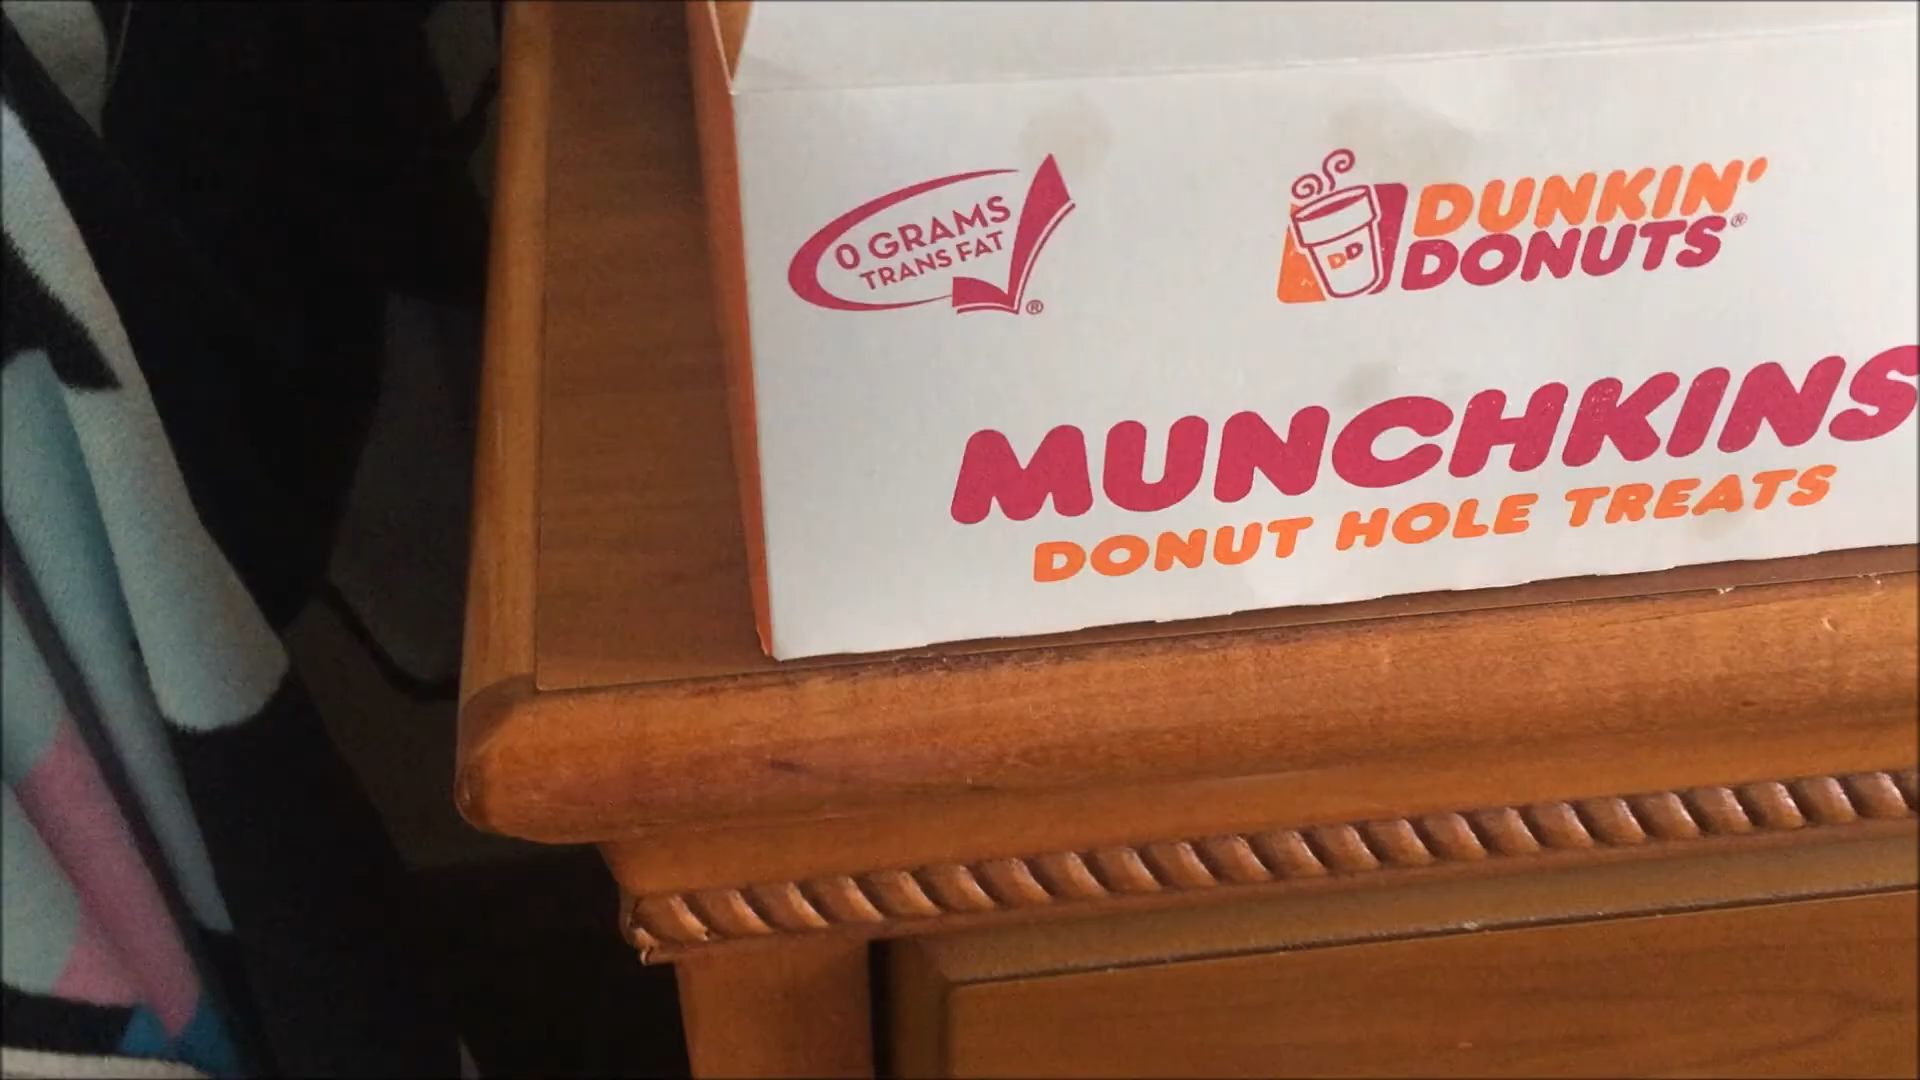 0 GRAMS
TRANS FAT
®
DD
DUNKIN'
DONUTS®
MUNCHKINS
DONUT HOLE TREATS